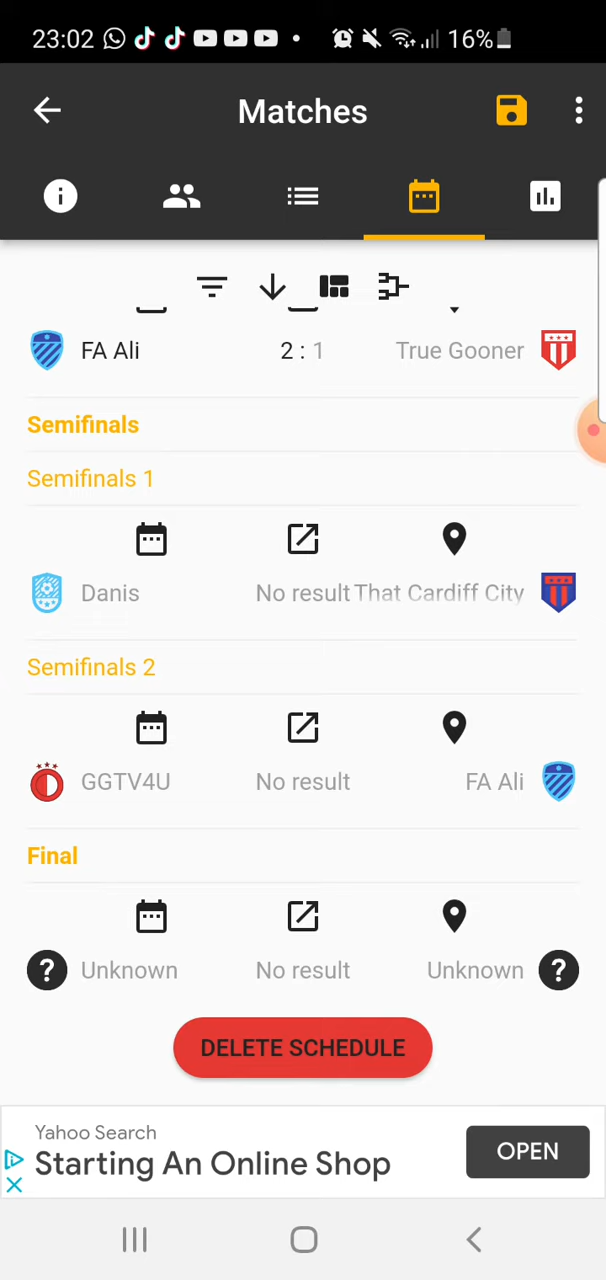 23:02 16%
Matches
FA Ali 2 : 1 True Gooner
Semifinals
Semifinals 1
Danis No result That Cardiff City
Semifinals 2
GGTV4U No result FA Ali
Final
Unknown No result Unknown
DELETE SCHEDULE
Yahoo Search
Starting An Online Shop
OPEN